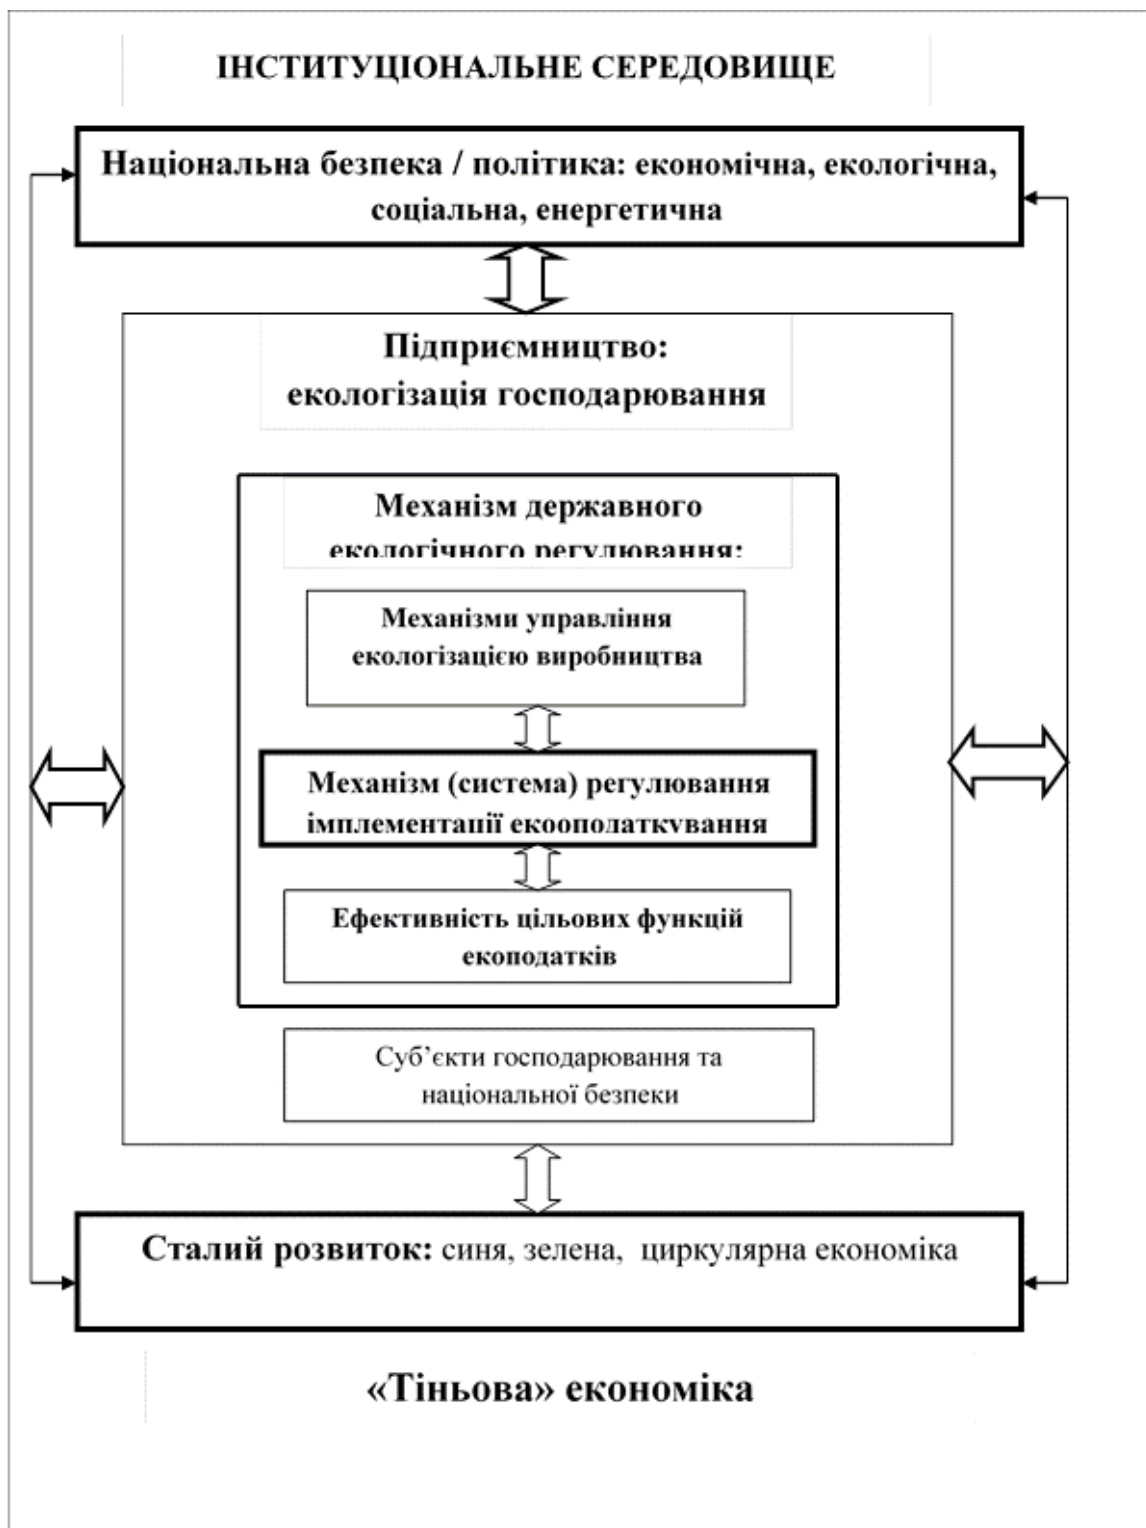 ІНСТИТУЦІОНАЛЬНЕ СЕРЕДОВИЩЕ
Національна безпека / політика: економічна, екологічна,
соціальна, енергетична
Підприємництво:
екологізація господарювання
Механізм державного
екологічного регулювання:
Механізми управління
екологізацією виробництва
Механізм (система) регулювання
імплементації екооподаткування
Ефективність цільових функцій
екоподатків
Суб’єкти господарювання та
національної безпеки
Сталий розвиток: синя, зелена, циркулярна економіка
«Тіньова» економіка